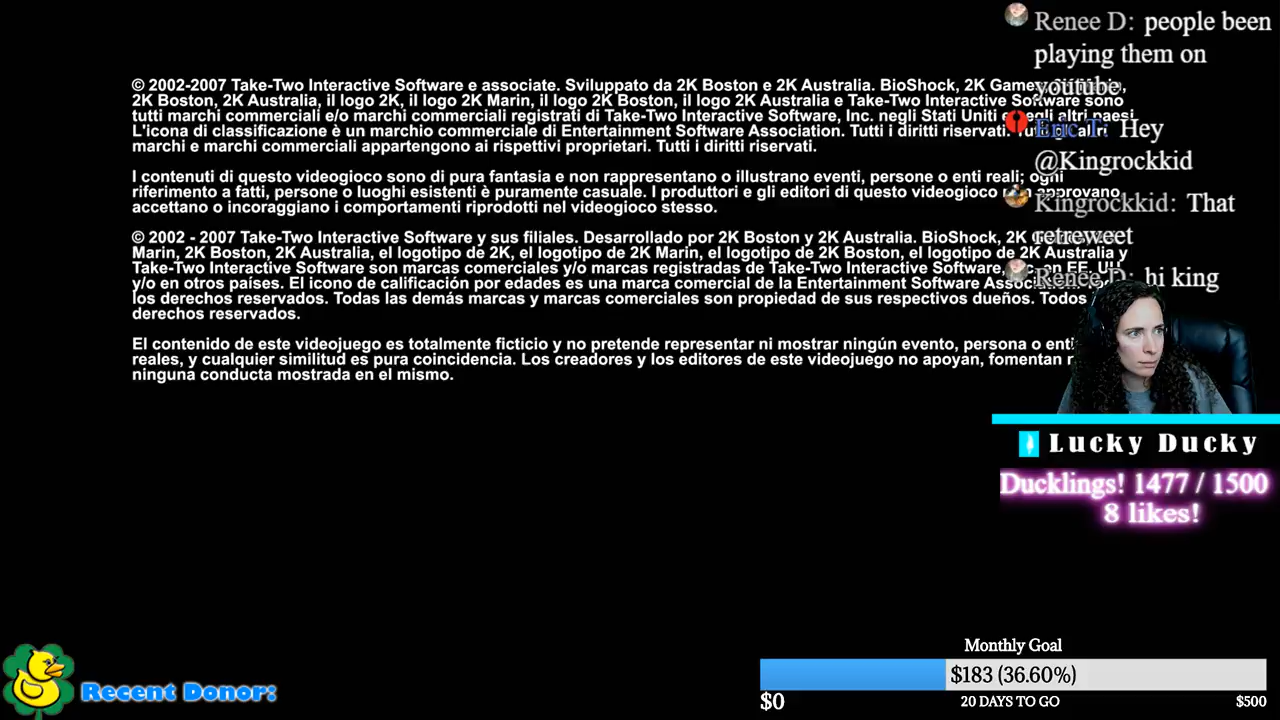 © 2002-2007 Take-Two Interactive Software e associate. Sviluppato da 2K Boston e 2K Australia. BioShock, 2K Games,
2K Boston, 2K Australia, il logo 2K, il logo 2K Marin, il logo 2K Boston, il logo 2K Australia e Take-Two Interactive Software sono
tutti marchi commerciali e/o marchi commerciali registrati di Take-Two Interactive Software, Inc. negli Stati Uniti e negli altri paesi.
L'icona di classificazione è un marchio commerciale di Entertainment Software Association. Tutti i diritti riservati. Tutti gli altri
marchi e marchi commerciali appartengono ai rispettivi proprietari. Tutti i diritti riservati.
I contenuti di questo videogioco sono di pura fantasia e non rappresentano o illustrano eventi, persone o enti reali; ogni
riferimento a fatti, persone o luoghi esistenti è puramente casuale. I produttori e gli editori di questo videogioco approvano,
accettano o incoraggiano i comportamenti riprodotti nel videogioco stesso.
© 2002 - 2007 Take-Two Interactive Software y sus filiales. Desarrollado por 2K Boston y 2K Australia. BioShock, 2K
Marin, 2K Boston, 2K Australia, el logotipo de 2K, el logotipo de 2K Marin, el logotipo de 2K Boston, el logotipo de 2K Australia y
Take-Two Interactive Software son marcas comerciales y/o marcas registradas de Take-Two Interactive Software, en EE. UU.
y/o en otros países. El icono de calificación por edades es una marca comercial de la Entertainment Software
los derechos reservados. Todas las demás marcas y marcas comerciales son propiedad de sus respectivos dueños. Todos
derechos reservados.
El contenido de este videojuego es totalmente ficticio y no pretende representar ni mostrar ningún evento, persona o
reales, y cualquier similitud es pura coincidencia. Los creadores y los editores de este videojuego no apoyan, fomentan
ninguna conducta mostrada en el mismo.
Renee D: people been
playing them on
youtube
Eric T: Hey
@Kingrockkid
Kingrockkid: That
retreweet
Renee D: hi king
Lucky Ducky
Ducklings! 1477 / 1500
8 likes!
Monthly Goal
$183 (36.60%)
$0 20 DAYS TO GO $500
Recent Donor: